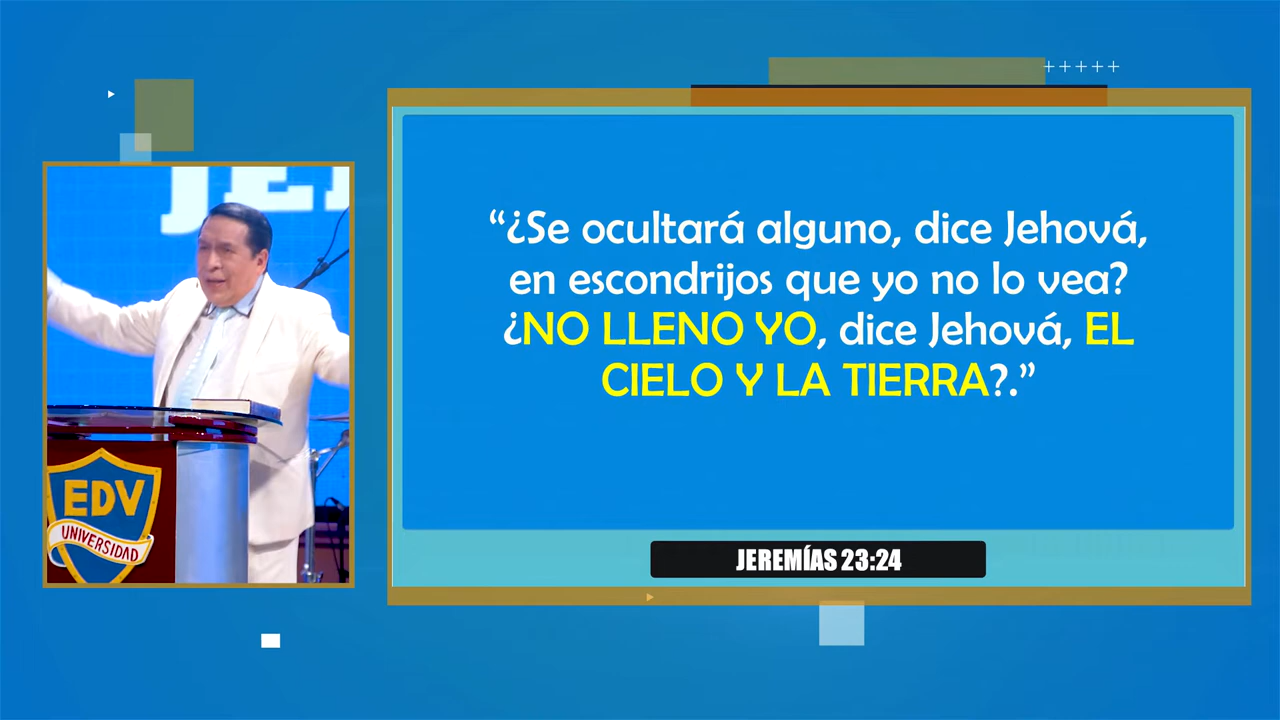 JE
EDV
UNIVERSIDAD
“¿Se ocultará alguno, dice Jehová,
en escondrijos que yo no lo vea?
¿NO LLENO YO, dice Jehová, EL
CIELO Y LA TIERRA?.”
JEREMÍAS 23:24